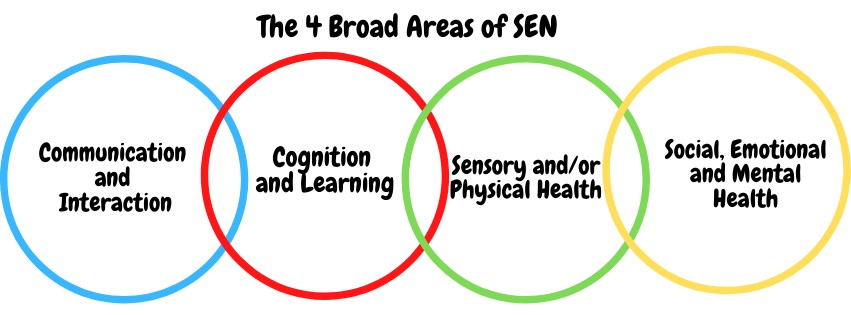 The 4 Broad Areas of SEN
Communication
and
Interaction
Cognition
and Learning
Sensory and/or
Physical Health
Social, Emotional
and Mental
Health